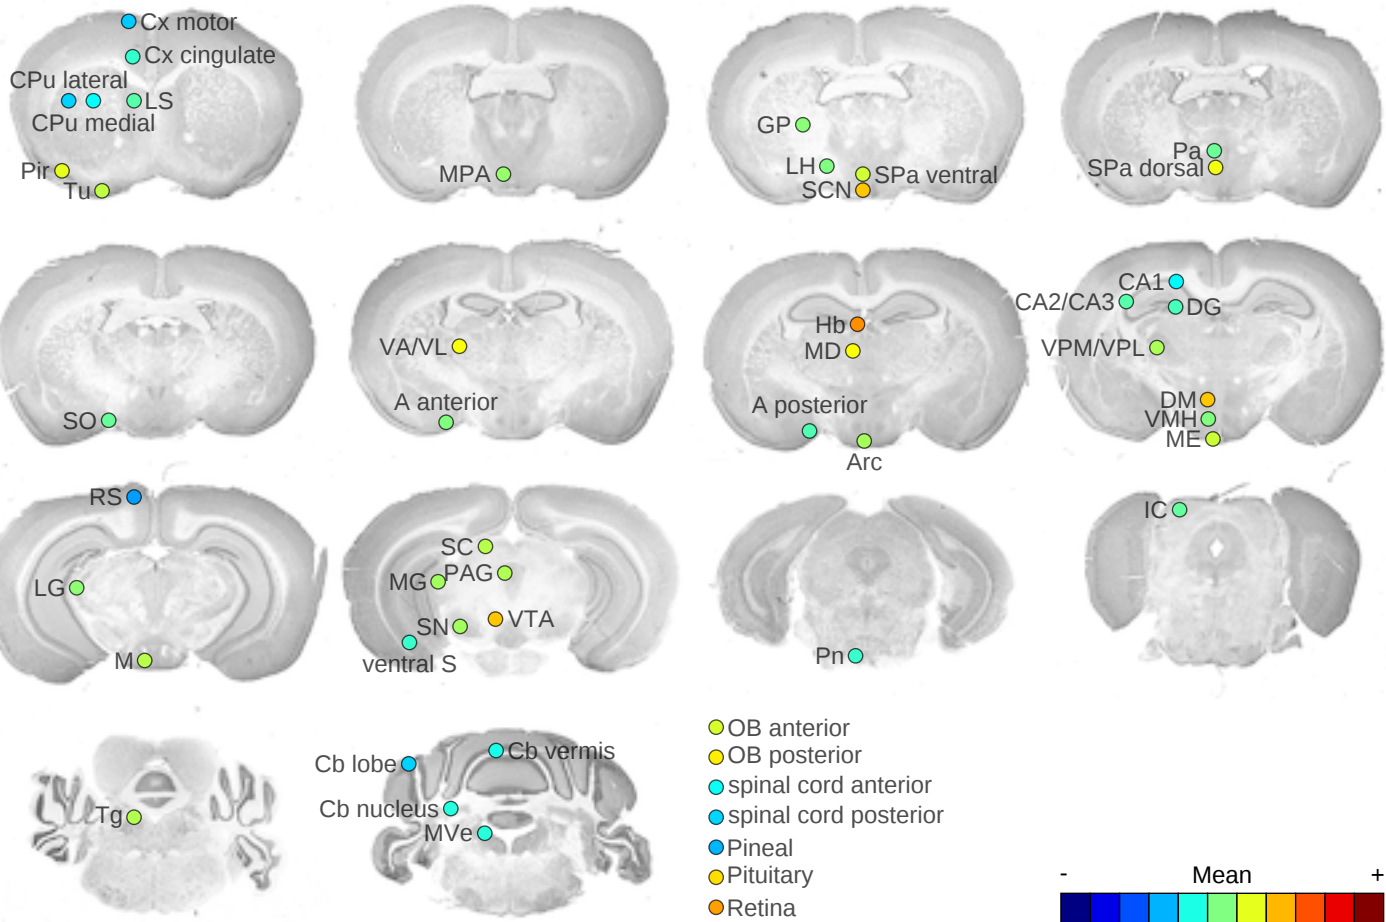 Cx motor
Cx cingulate
CPu lateral
LS
CPu medial
Pir
Tu
MPA
GP
LH
SPa ventral
SCN
Pa
SPa dorsal
SO
VA/VL
A anterior
Hb
MD
A posterior
Arc
CA1
CA2/CA3
DG
VPM/VPL
DM
VMH
ME
RS
LG
M
SC
MG
PAG
SN
VTA
ventral S
Pn
IC
Tg
Cb lobe
Cb vermis
Cb nucleus
MVe
OB anterior
OB posterior
spinal cord anterior
spinal cord posterior
Pineal
Pituitary
Retina
- Mean +